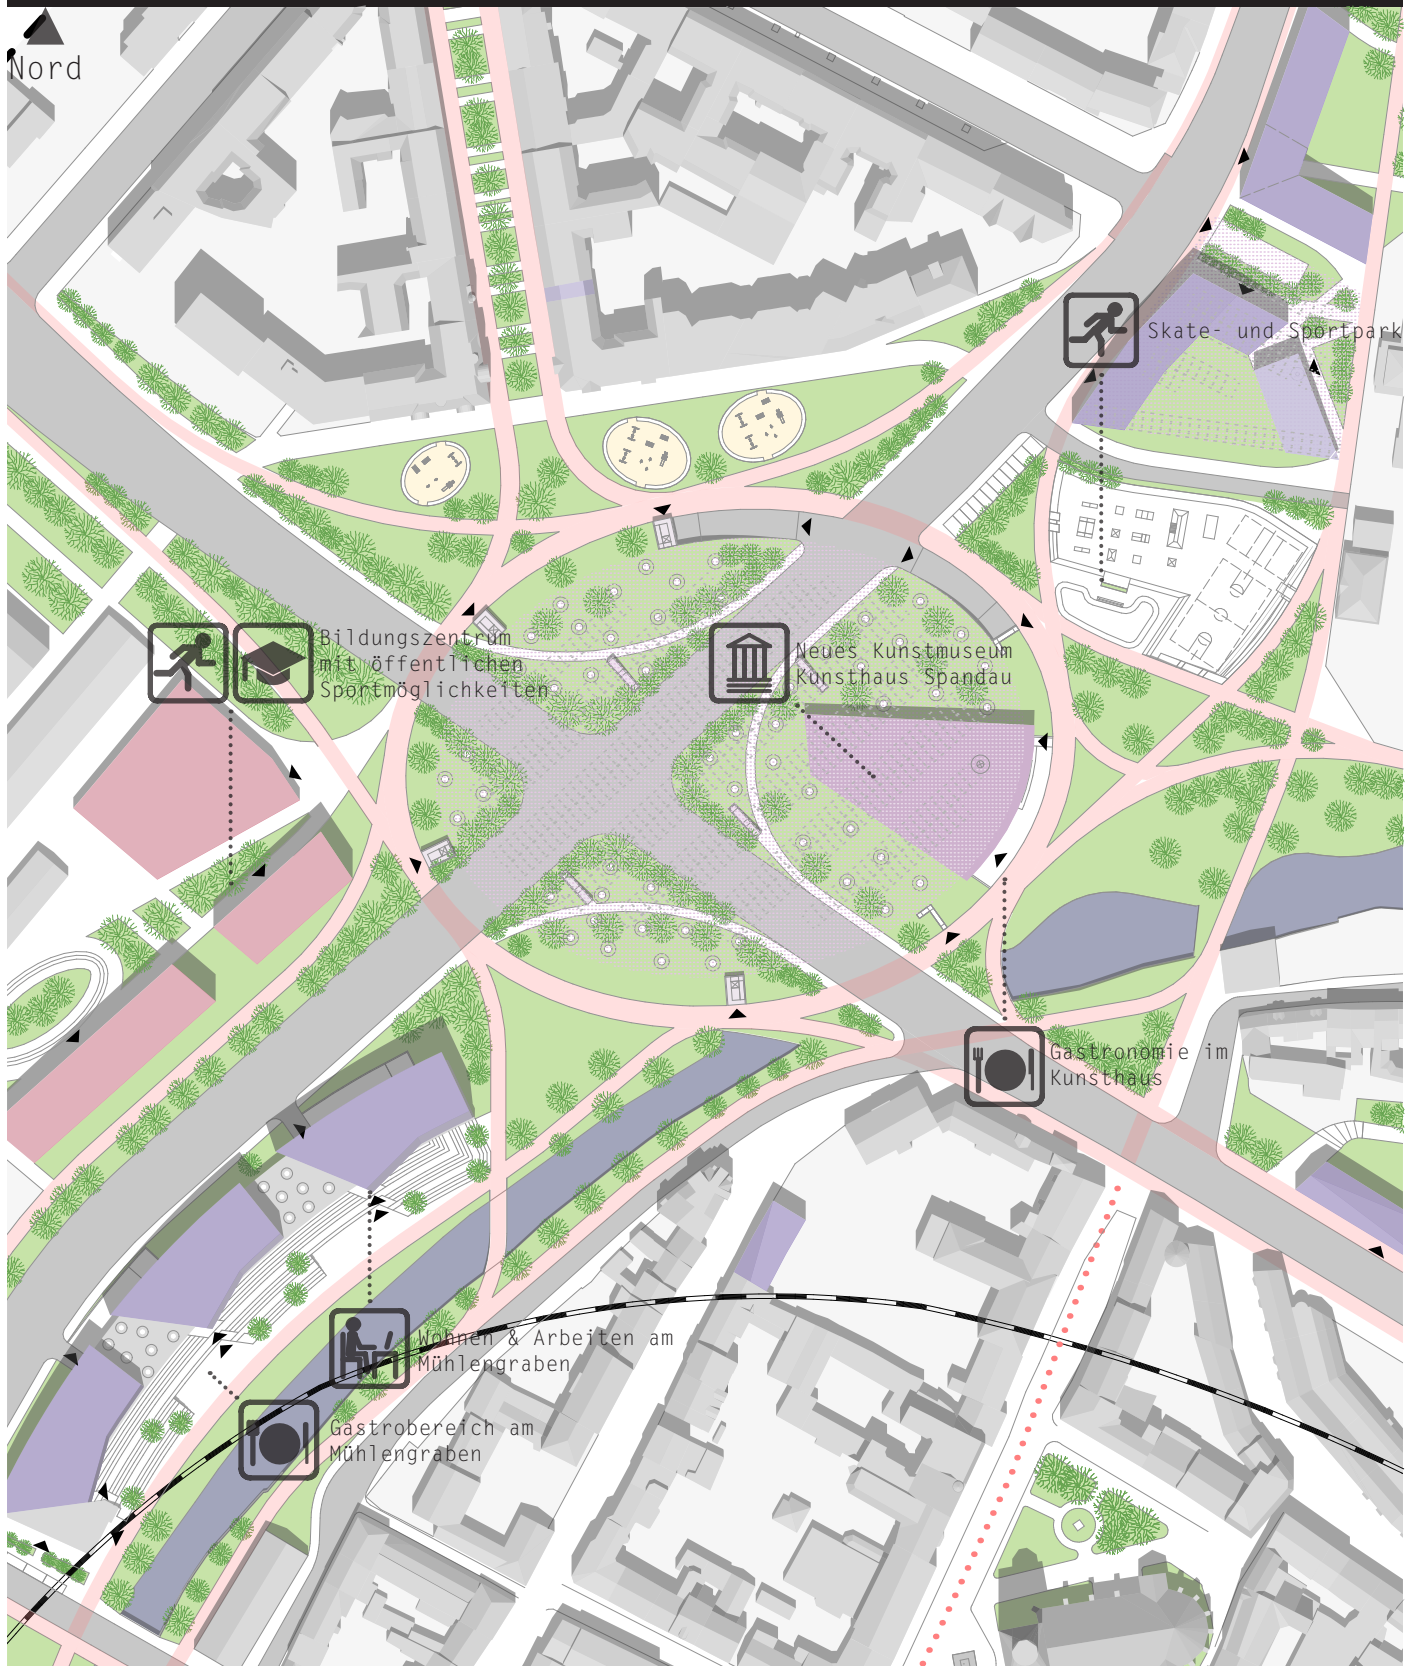 Nord
Skate- und Sportpark
Bildungszentrum
mit öffentlichen
Sportmöglichkeiten
Neues Kunstmuseum
Kunsthaus Spandau
Gastronomie im
Kunsthaus
Wohnen & Arbeiten am
Mühlengraben
Gastrobereich am
Mühlengraben